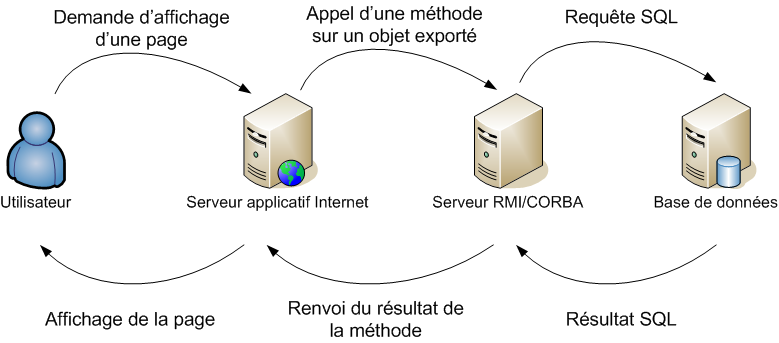 Demande d'affichage
d'une page
Appel d'une méthode
sur un objet exporté
Requête SQL
Utilisateur
Serveur applicatif Internet
Serveur RMI/CORBA
Base de données
Affichage de la page
Renvoi du résultat de
la méthode
Résultat SQL